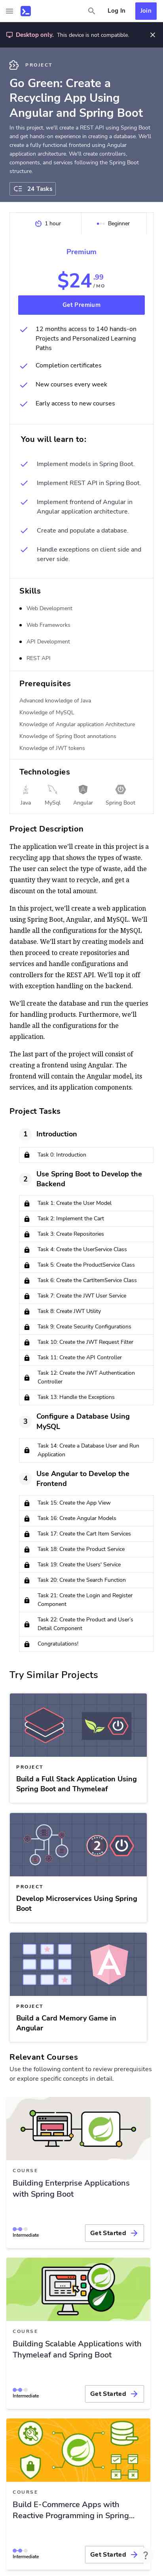 Log In
Join
Desktop only. This device is not compatible.
PROJECT
Go Green: Create a
Recycling App Using
Angular and Spring Boot
In this project, we'll create a REST API using Spring Boot
and get hands-on experience in creating a database. We'll
create a fully functional frontend using Angular
application architecture. We'll create controllers,
components, and services following the Spring Boot
structure.
24 Tasks
1 hour
Beginner
Premium
$24.99
/MO
Get Premium
12 months access to 140 hands-on
Projects and Personalized Learning
Paths
Completion certificates
New courses every week
Early access to new courses
You will learn to:
Implement models in Spring Boot.
Implement REST API in Spring Boot.
Implement frontend of Angular in
Angular application architecture.
Create and populate a database.
Handle exceptions on client side and
server side.
Skills
Web Development
Web Frameworks
API Development
REST API
Prerequisites
Advanced knowledge of Java
Knowledge of MySQL
Knowledge of Angular application Architecture
Knowledge of Spring Boot annotations
Knowledge of JWT tokens
Technologies
Java
MySql
Angular
Spring Boot
Project Description
The application we'll create in this project is a
recycling app that shows the types of waste.
The user can select the type of waste, add the
quantity they want to recycle, and get a
discount on the total amount.
In this project, we'll create a web application
using Spring Boot, Angular, and MySQL. We'll
handle all the configurations for the MySQL
database. We'll start by creating models and
then proceed to create repositories and
services and handle configurations and
controllers for the REST API. We'll top it off
with exception handling on the backend.
We'll create the database and run the queries
for handling products. Furthermore, we'll
implement the configurations for the
application.
The last part of the project will consist of
creating a frontend using Angular. The
frontend will contain the Angular models, its
services, and its application components.
Project Tasks
1
Introduction
Task 0: Introduction
2
Use Spring Boot to Develop the
Backend
Task 1: Create the User Model
Task 2: Implement the Cart
Task 3: Create Repositories
Task 4: Create the UserService Class
Task 5: Create the ProductService Class
Task 6: Create the CartItemService Class
Task 7: Create the JWT User Service
Task 8: Create JWT Utility
Task 9: Create Security Configurations
Task 10: Create the JWT Request Filter
Task 11: Create the API Controller
Task 12: Create the JWT Authentication
Controller
Task 13: Handle the Exceptions
3
Configure a Database Using
MySQL
Task 14: Create a Database User and Run
Application
4
Use Angular to Develop the
Frontend
Task 15: Create the App View
Task 16: Create Angular Models
Task 17: Create the Cart Item Services
Task 18: Create the Product Service
Task 19: Create the Users' Service
Task 20: Create the Search Function
Task 21: Create the Login and Register
Component
Task 22: Create the Product and User's
Detail Component
Congratulations!
Try Similar Projects
PROJECT
Build a Full Stack Application Using
Spring Boot and Thymeleaf
2
PROJECT
Develop Microservices Using Spring
Boot
PROJECT
Build a Card Memory Game in
Angular
Relevant Courses
Use the following content to review prerequisites
or explore specific concepts in detail.
COURSE
Building Enterprise Applications
with Spring Boot
Intermediate
Get Started
COURSE
Building Scalable Applications with
Thymeleaf and Spring Boot
Intermediate
Get Started
COURSE
Build E-Commerce Apps with
Reactive Programming in Spring...
Intermediate
Get Started
?